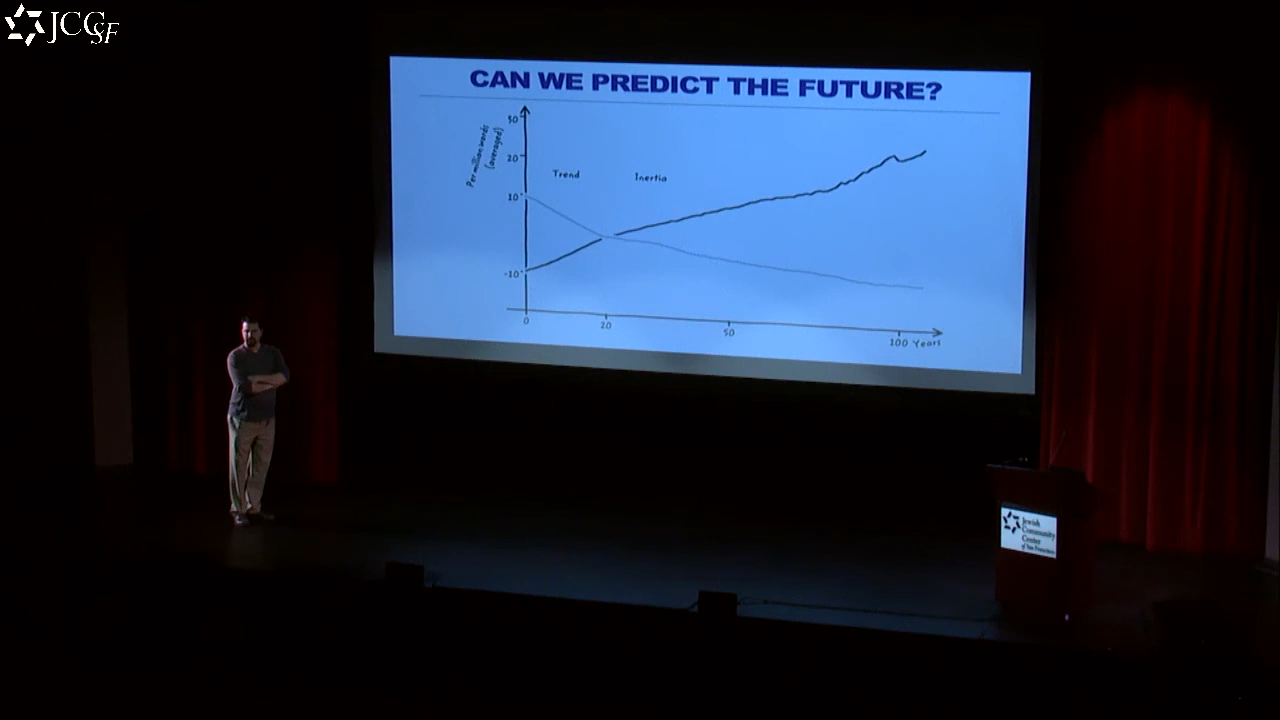 JCCSF
CAN WE PREDICT THE FUTURE?
Per million words
(averaged)
50
20
10
-10
Trend
Inertia
0
20
50
100 Years
Jewish
Community
Center
of San Francisco